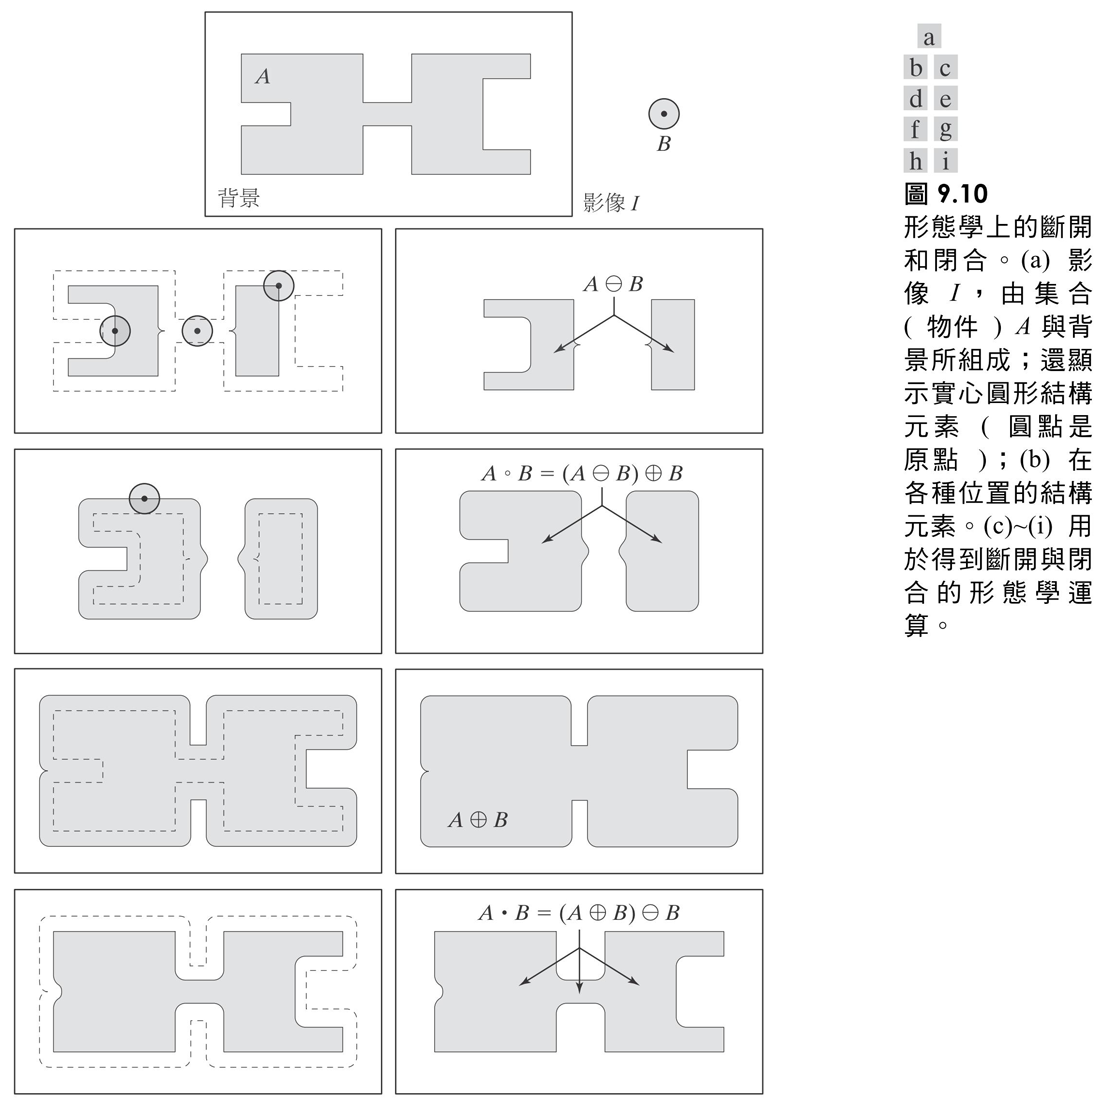 A
背景
影像 I
B
A ⊖ B
A ∘ B = (A ⊖ B) ⊕ B
A ⊕ B
A • B = (A ⊕ B) ⊖ B
a
b c
d e
f g
h i
圖 9.10
形態學上的斷開
和閉合。(a) 影
像 I，由集合
( 物件 ) A 與背
景所組成；還顯
示實心圓形結構
元素 ( 圓點是
原點 )；(b) 在
各種位置的結構
元素。(c)~(i) 用
於得到斷開與閉
合的形態學運
算。